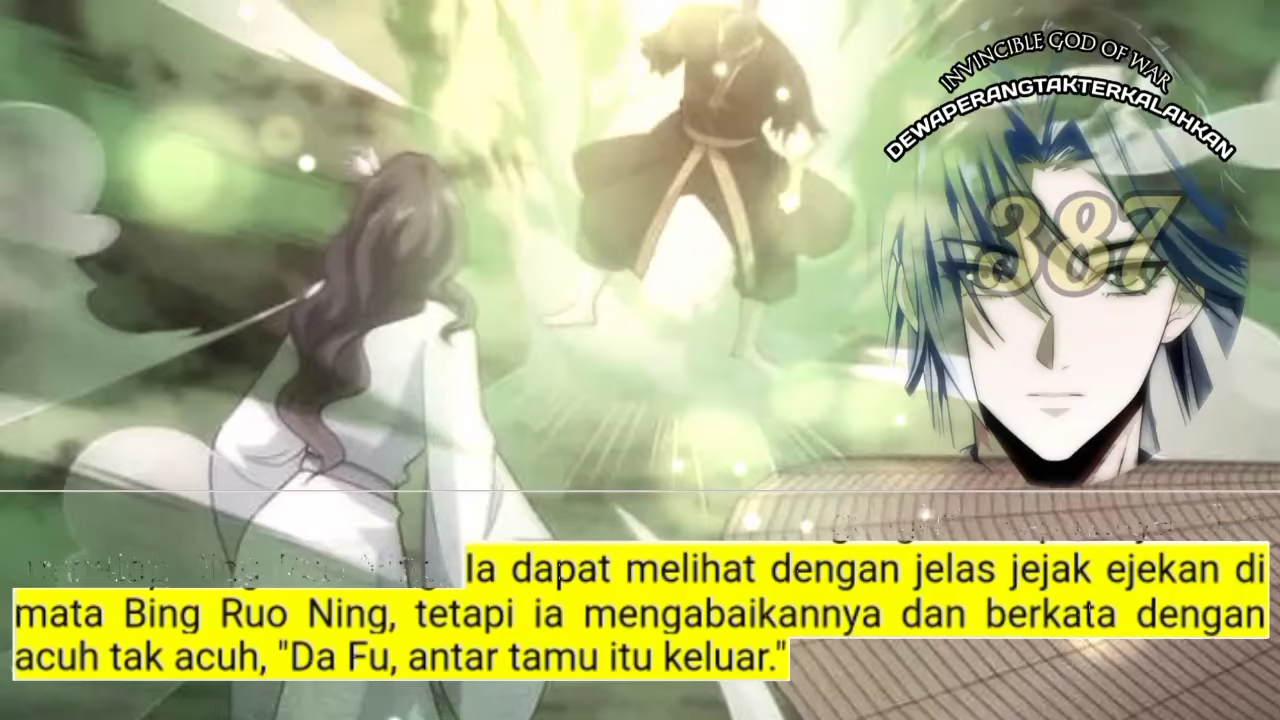 INVINCIBLE GOD OF WAR
DEWAPERANGTAKTERKALAHKAN
387
Ia dapat melihat dengan jelas jejak ejekan di
mata Bing Ruo Ning, tetapi ia mengabaikannya dan berkata dengan
acuh tak acuh, "Da Fu, antar tamu itu keluar."